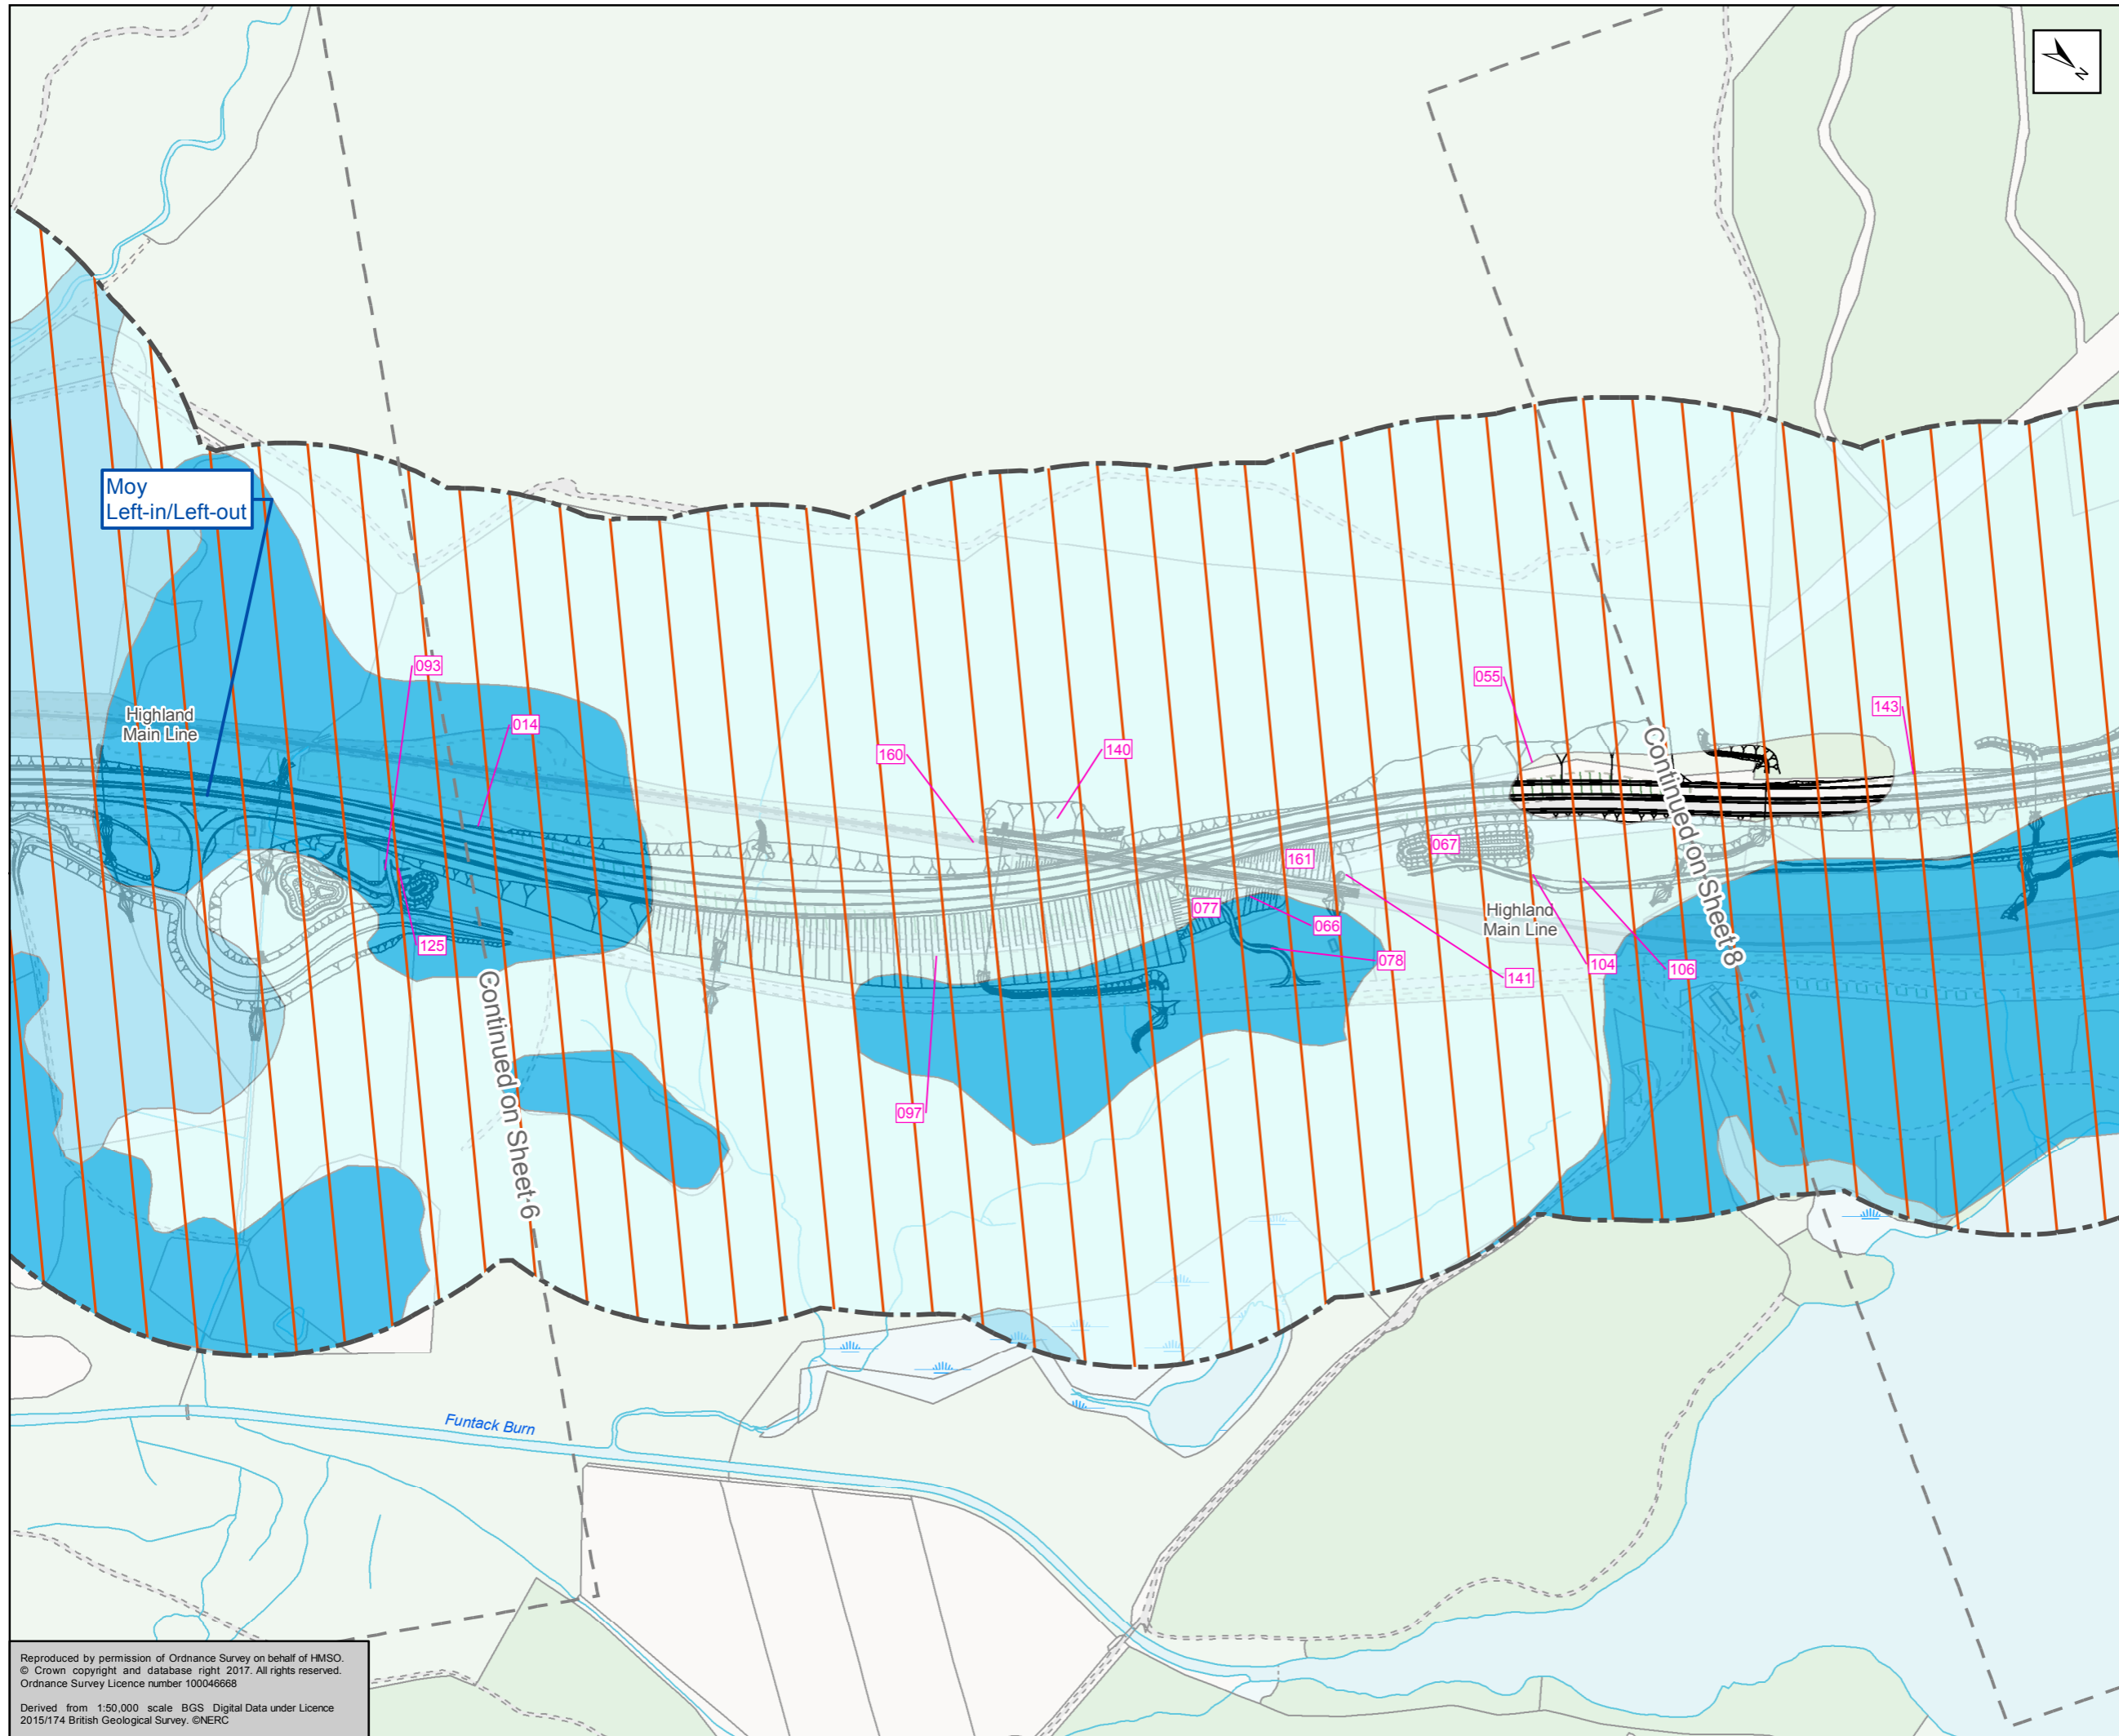 N
Moy
Left-in/Left-out
093
014
055
143
160
140
Highland
Main Line
Continued on Sheet 8
067
161
077
066
Highland
Main Line
125
078
104
106
141
Continued on Sheet 6
097
Funtack Burn
Reproduced by permission of Ordnance Survey on behalf of HMSO.
© Crown copyright and database right 2017. All rights reserved.
Ordnance Survey Licence number 100046668
Derived from 1:50,000 scale BGS Digital Data under Licence
2015/174 British Geological Survey. ©NERC